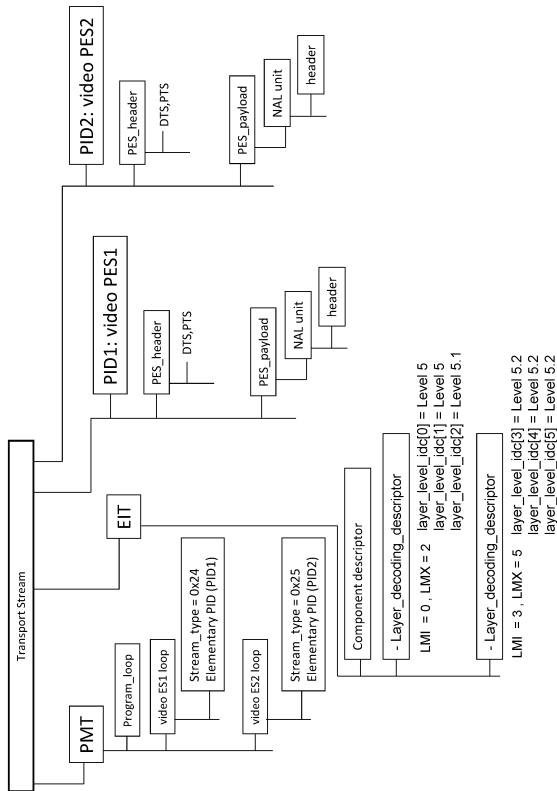 Transport Stream
PMT
Program_loop
video ES1 loop
Stream_type = 0x24
Elementary PID (PID1)
video ES2 loop
Stream_type = 0x25
Elementary PID (PID2)
EIT
Component descriptor
- Layer_decoding_descriptor
LMI = 0 , LMX = 2 layer_level_idc[0] = Level 5
layer_level_idc[1] = Level 5
layer_level_idc[2] = Level 5.1
- Layer_decoding_descriptor
LMI = 3 , LMX = 5 layer_level_idc[3] = Level 5.2
layer_level_idc[4] = Level 5.2
layer_level_idc[5] = Level 5.2
PID1: video PES1
PES_header
DTS,PTS
PES_payload
NAL unit
header
PID2: video PES2
PES_header
DTS,PTS
PES_payload
NAL unit
header